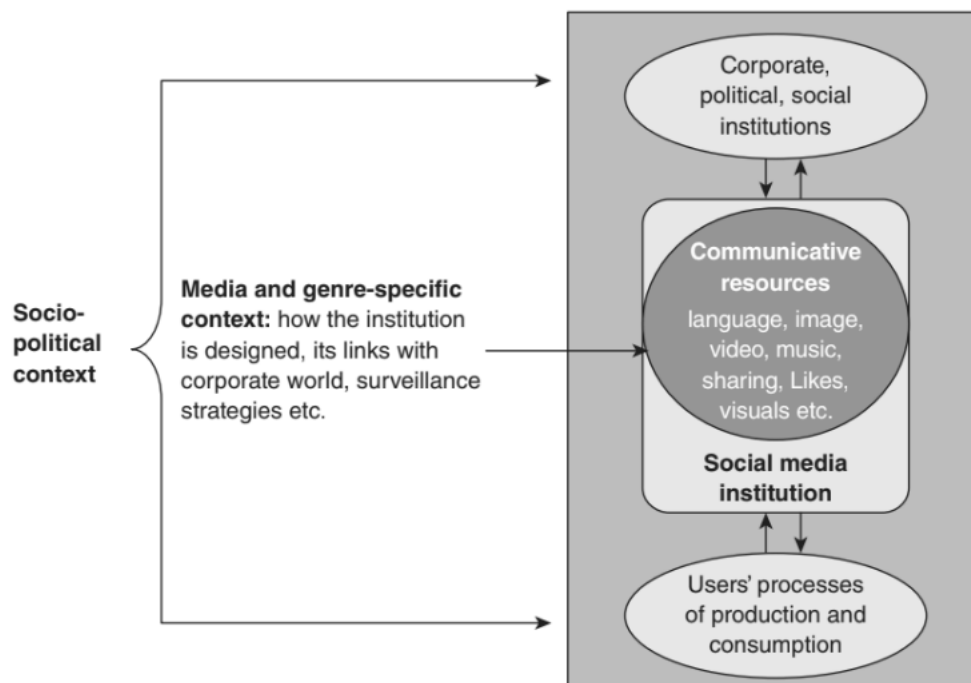 Corporate,
political, social
institutions
Communicative
resources
language, image,
video, music,
sharing, Likes,
visuals etc.
Social media
institution
Users’ processes
of production and
consumption
Media and genre-specific
context: how the institution
is designed, its links with
corporate world, surveillance
strategies etc.
Socio-
political
context